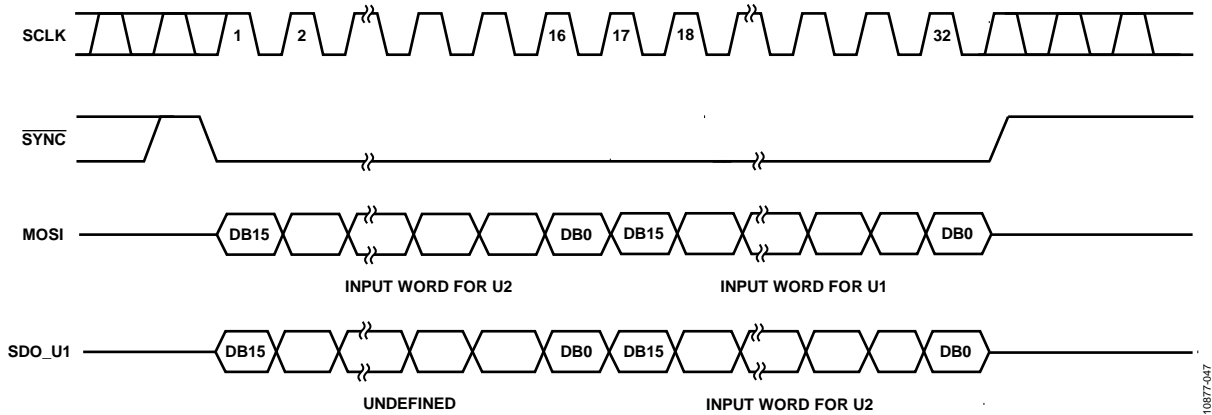 SCLK 1 2 16 17 18 32
SYNC
MOSI DB15 DB0 DB15 DB0
INPUT WORD FOR U2 INPUT WORD FOR U1
SDO_U1 DB15 DB0 DB15 DB0
UNDEFINED INPUT WORD FOR U2
10877-047